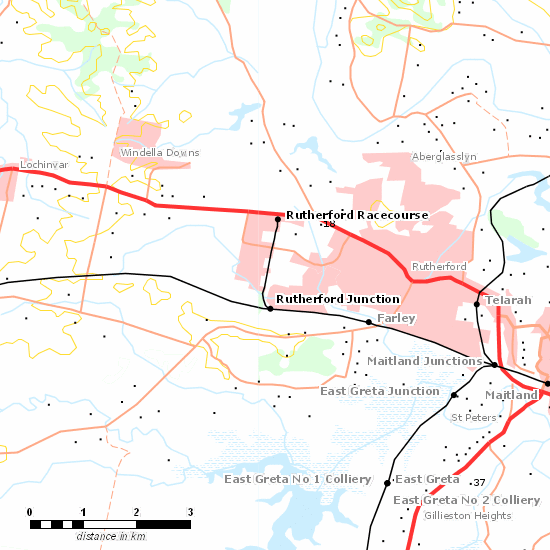 Lochinvar
Windella Downs
Aberglasslyn
Rutherford Racecourse
18
Rutherford
Rutherford Junction
Telarah
Farley
Maitland Junctions
East Greta Junction
Maitland
St Peters
East Greta No 1 Colliery
East Greta
37
East Greta No 2 Colliery
Gillieston Heights
0 1 2 3
distance in km